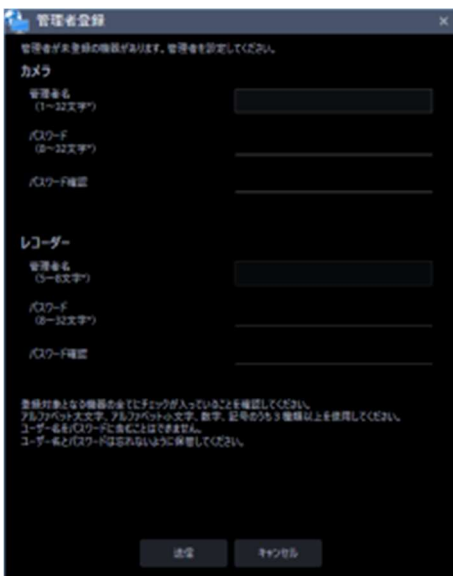 管理者登録
管理者が未登録の機器があります。管理者を設定してください。
カメラ
管理者名
(1～32文字*)
パスワード
(8～32文字*)
パスワード確認
レコーダー
管理者名
(5～8文字*)
パスワード
(8～32文字*)
パスワード確認
登録対象となる機器の全てにチェックが入っていることを確認してください。
アルファベット大文字、アルファベット小文字、数字、記号のうち3種類以上を使用してください。
ユーザー名をパスワードに含むことはできません。
ユーザー名とパスワードは忘れないように保管してください。
送信
キャンセル